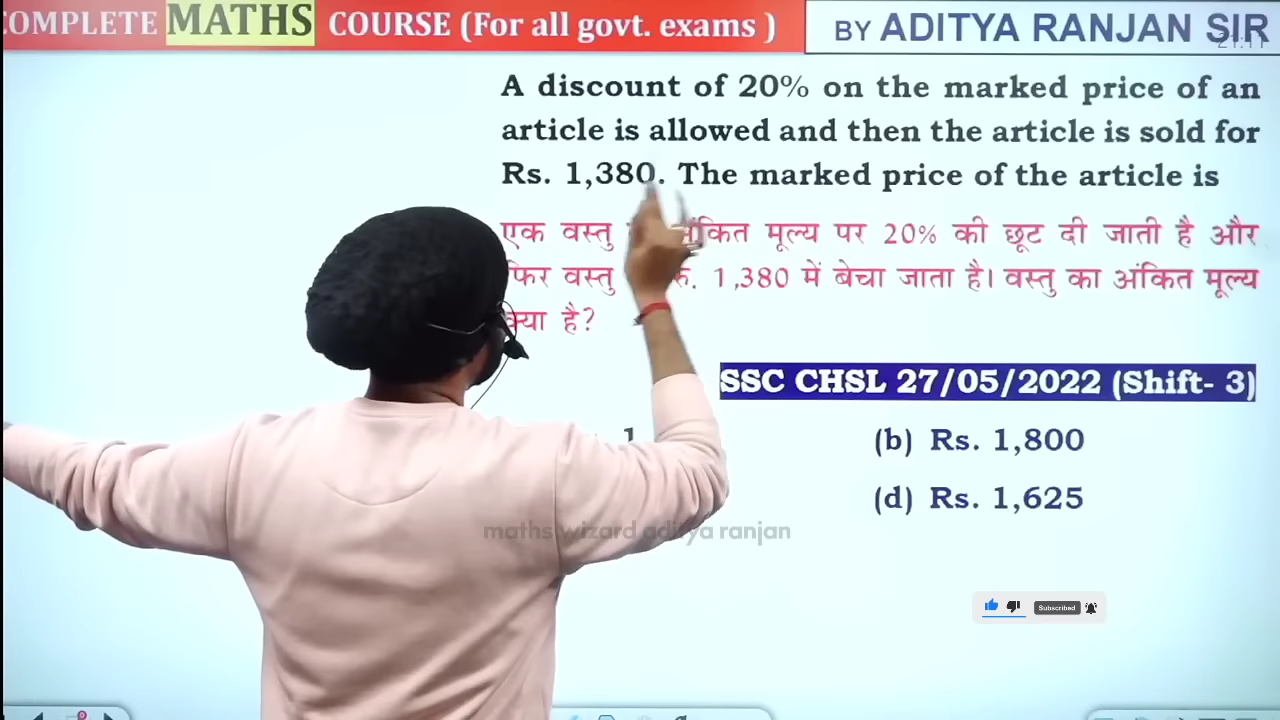 COMPLETE MATHS COURSE (For all govt. exams )
BY ADITYA RANJAN SIR
A discount of 20% on the marked price of an
article is allowed and then the article is sold for
Rs. 1,380. The marked price of the article is
एक वस्तु अंकित मूल्य पर 20% की छूट दी जाती है और
फिर वस्तु रु. 1,380 में बेचा जाता है। वस्तु का अंकित मूल्य
क्या है?
SSC CHSL 27/05/2022 (Shift- 3)
(b) Rs. 1,800
(d) Rs. 1,625
maths wizard aditya ranjan
Subscribed